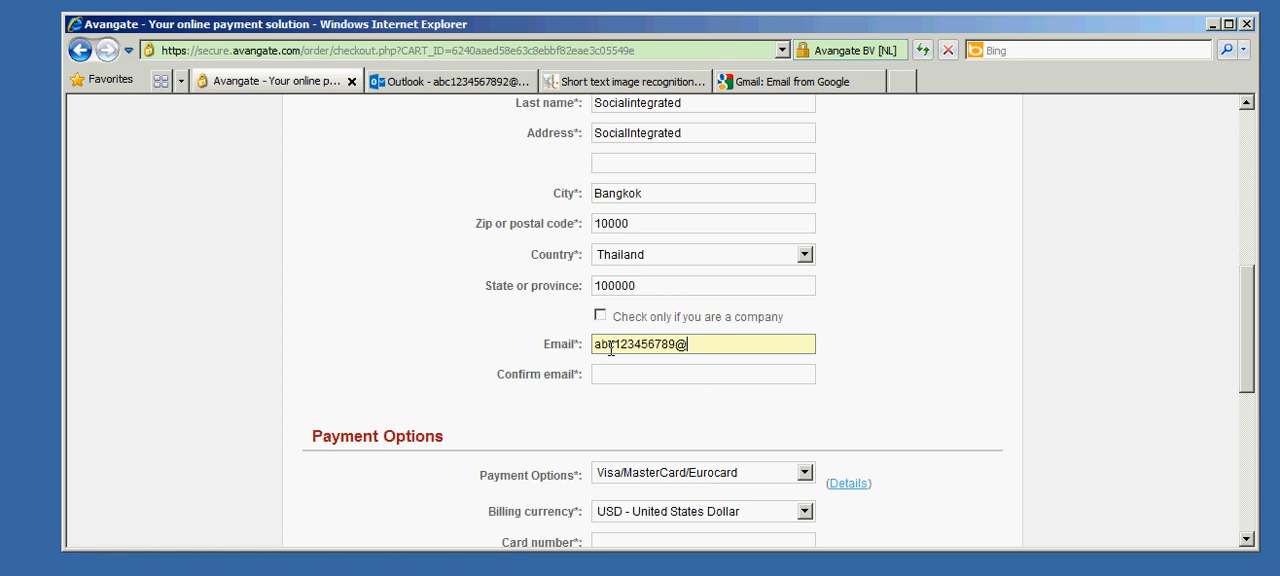 Avangate - Your online payment solution - Windows Internet Explorer
https://secure.avangate.com/order/checkout.php?CART_ID=6240aaed58e63c8ebbf82eae3c05549e Avangate BV [NL] Bing
Favorites Avangate - Your online p... Outlook - abc1234567892@... Short text image recognition... Gmail: Email from Google
Last name*: Socialintegrated
Address*: SocialIntegrated
City*: Bangkok
Zip or postal code*: 10000
Country*: Thailand
State or province: 100000
Check only if you are a company
Email*: abc123456789@
Confirm email*:
Payment Options
Payment Options*: Visa/MasterCard/Eurocard (Details)
Billing currency*: USD - United States Dollar
Card number*: